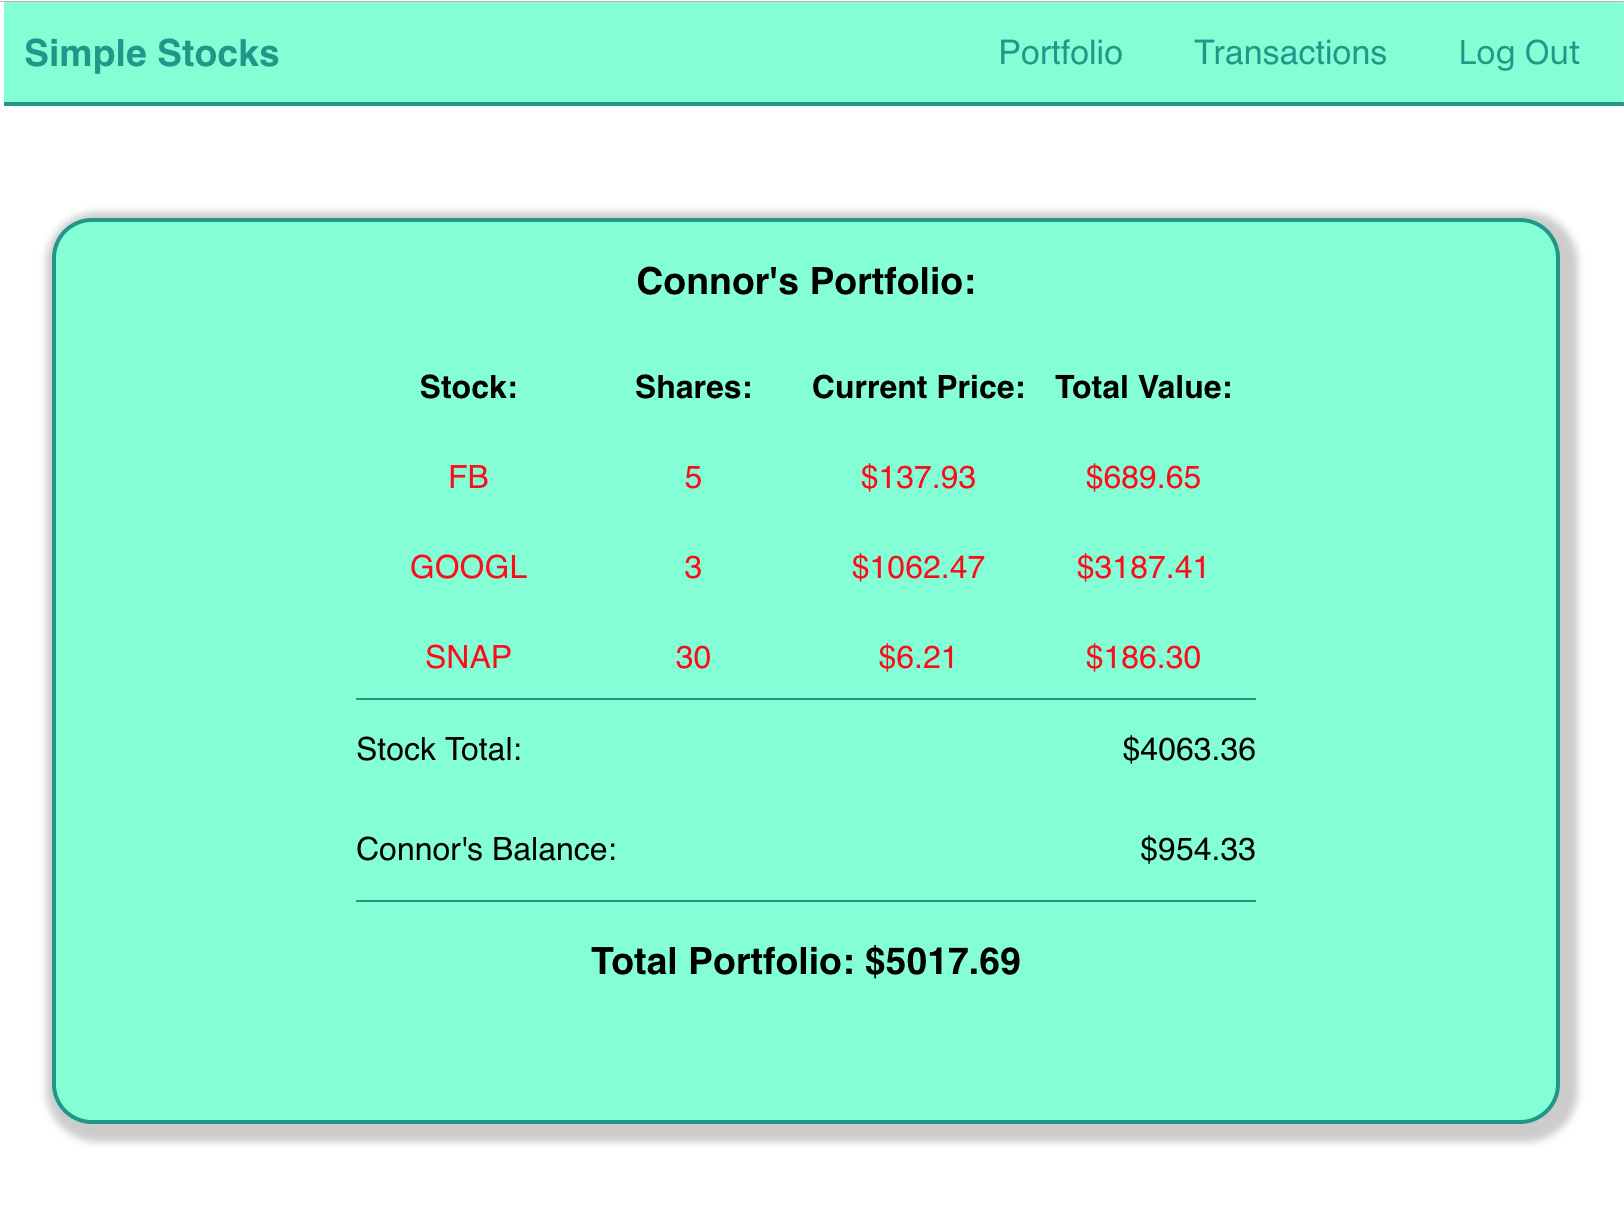 Simple Stocks Portfolio Transactions Log Out
Connor's Portfolio:
Stock: Shares: Current Price: Total Value:
FB 5 $137.93 $689.65
GOOGL 3 $1062.47 $3187.41
SNAP 30 $6.21 $186.30
Stock Total: $4063.36
Connor's Balance: $954.33
Total Portfolio: $5017.69